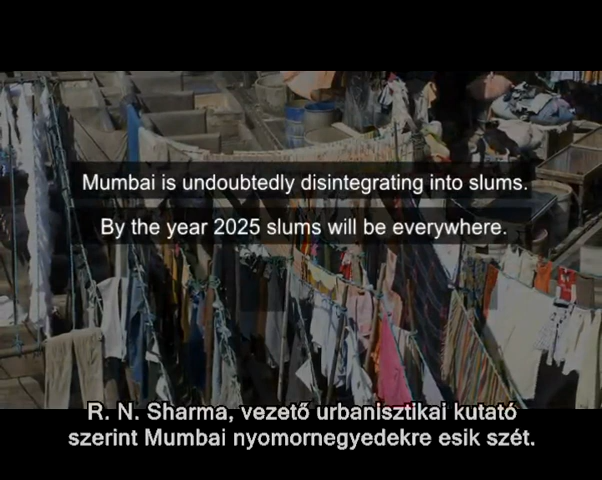 Mumbai is undoubtedly disintegrating into slums.
By the year 2025 slums will be everywhere.
R. N. Sharma, vezető urbanisztikai kutató
szerint Mumbai nyomornegyedekre esik szét.